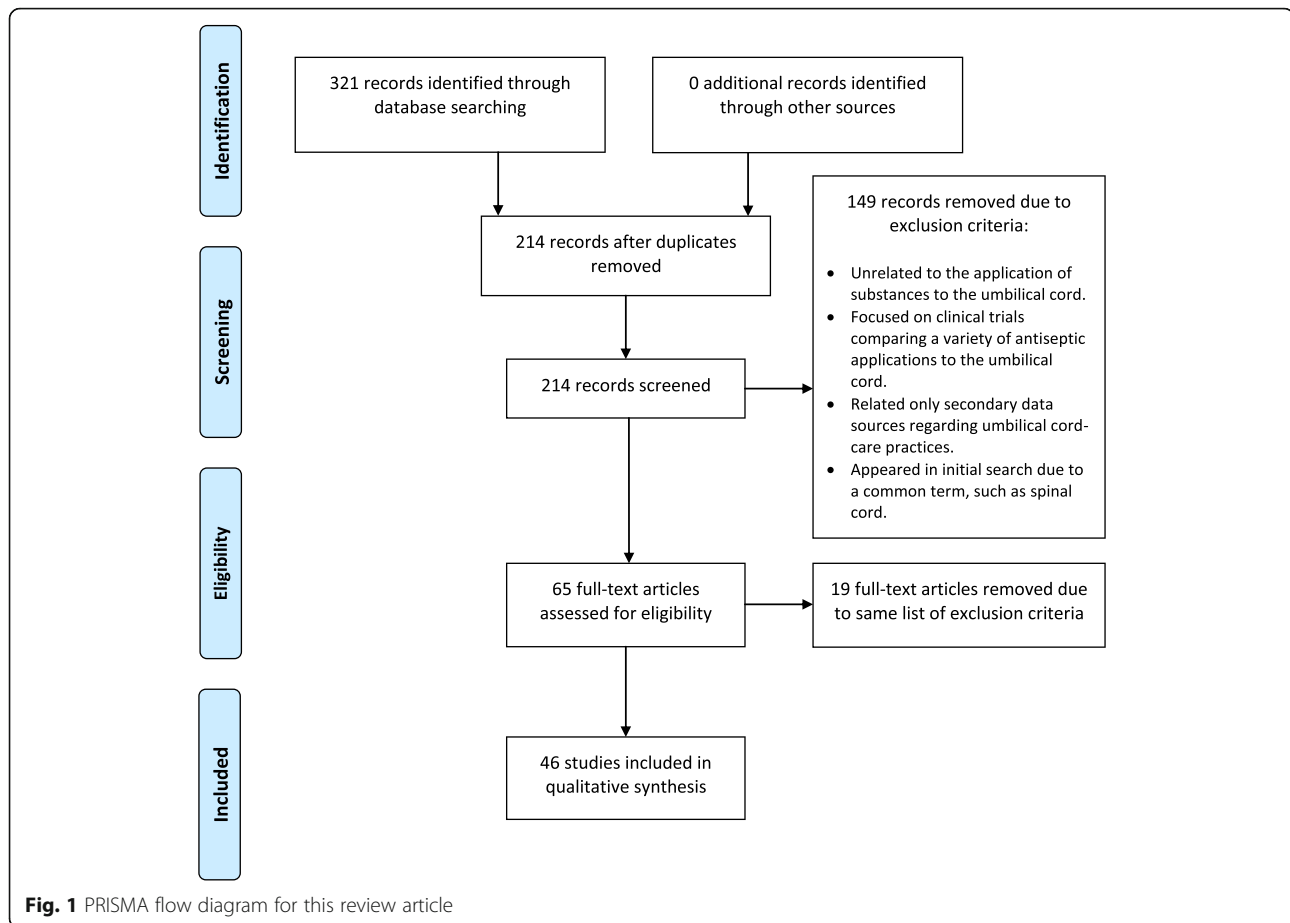 Identification
321 records identified through
database searching
0 additional records identified
through other sources
214 records after duplicates
removed
Screening
214 records screened
149 records removed due to
exclusion criteria:
• Unrelated to the application of
substances to the umbilical cord.
• Focused on clinical trials
comparing a variety of antiseptic
applications to the umbilical
cord.
• Related only secondary data
sources regarding umbilical cord-
care practices.
• Appeared in initial search due to
a common term, such as spinal
cord.
Eligibility
65 full-text articles
assessed for eligibility
19 full-text articles removed due
to same list of exclusion criteria
Included
46 studies included in
qualitative synthesis
Fig. 1 PRISMA flow diagram for this review article